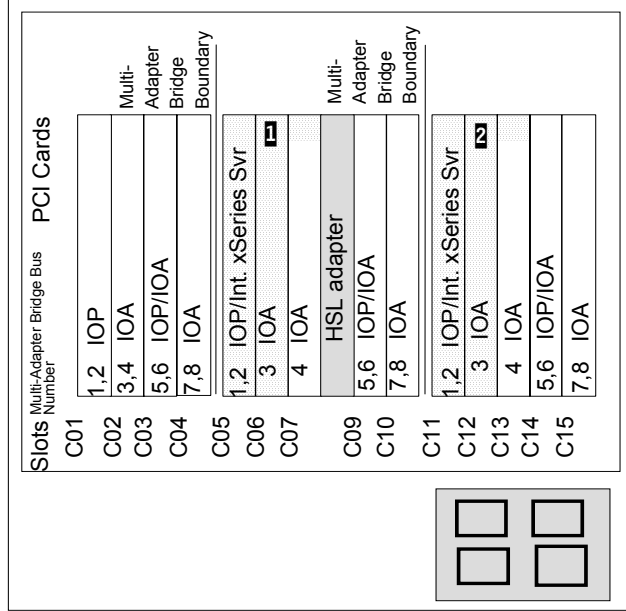 Slots Multi-Adapter Bridge Bus Number PCI Cards
C01 1,2 IOP
C02 3,4 IOA
C03 5,6 IOP/IOA
C04 7,8 IOA
Multi-
Adapter
Bridge
Boundary
C05 1,2 IOP/Int. xSeries Svr
C06 3 IOA 1
C07 4 IOA
HSL adapter
C09 5,6 IOP/IOA
C10 7,8 IOA
Multi-
Adapter
Bridge
Boundary
C11 1,2 IOP/Int. xSeries Svr
C12 3 IOA 2
C13 4 IOA
C14 5,6 IOP/IOA
C15 7,8 IOA